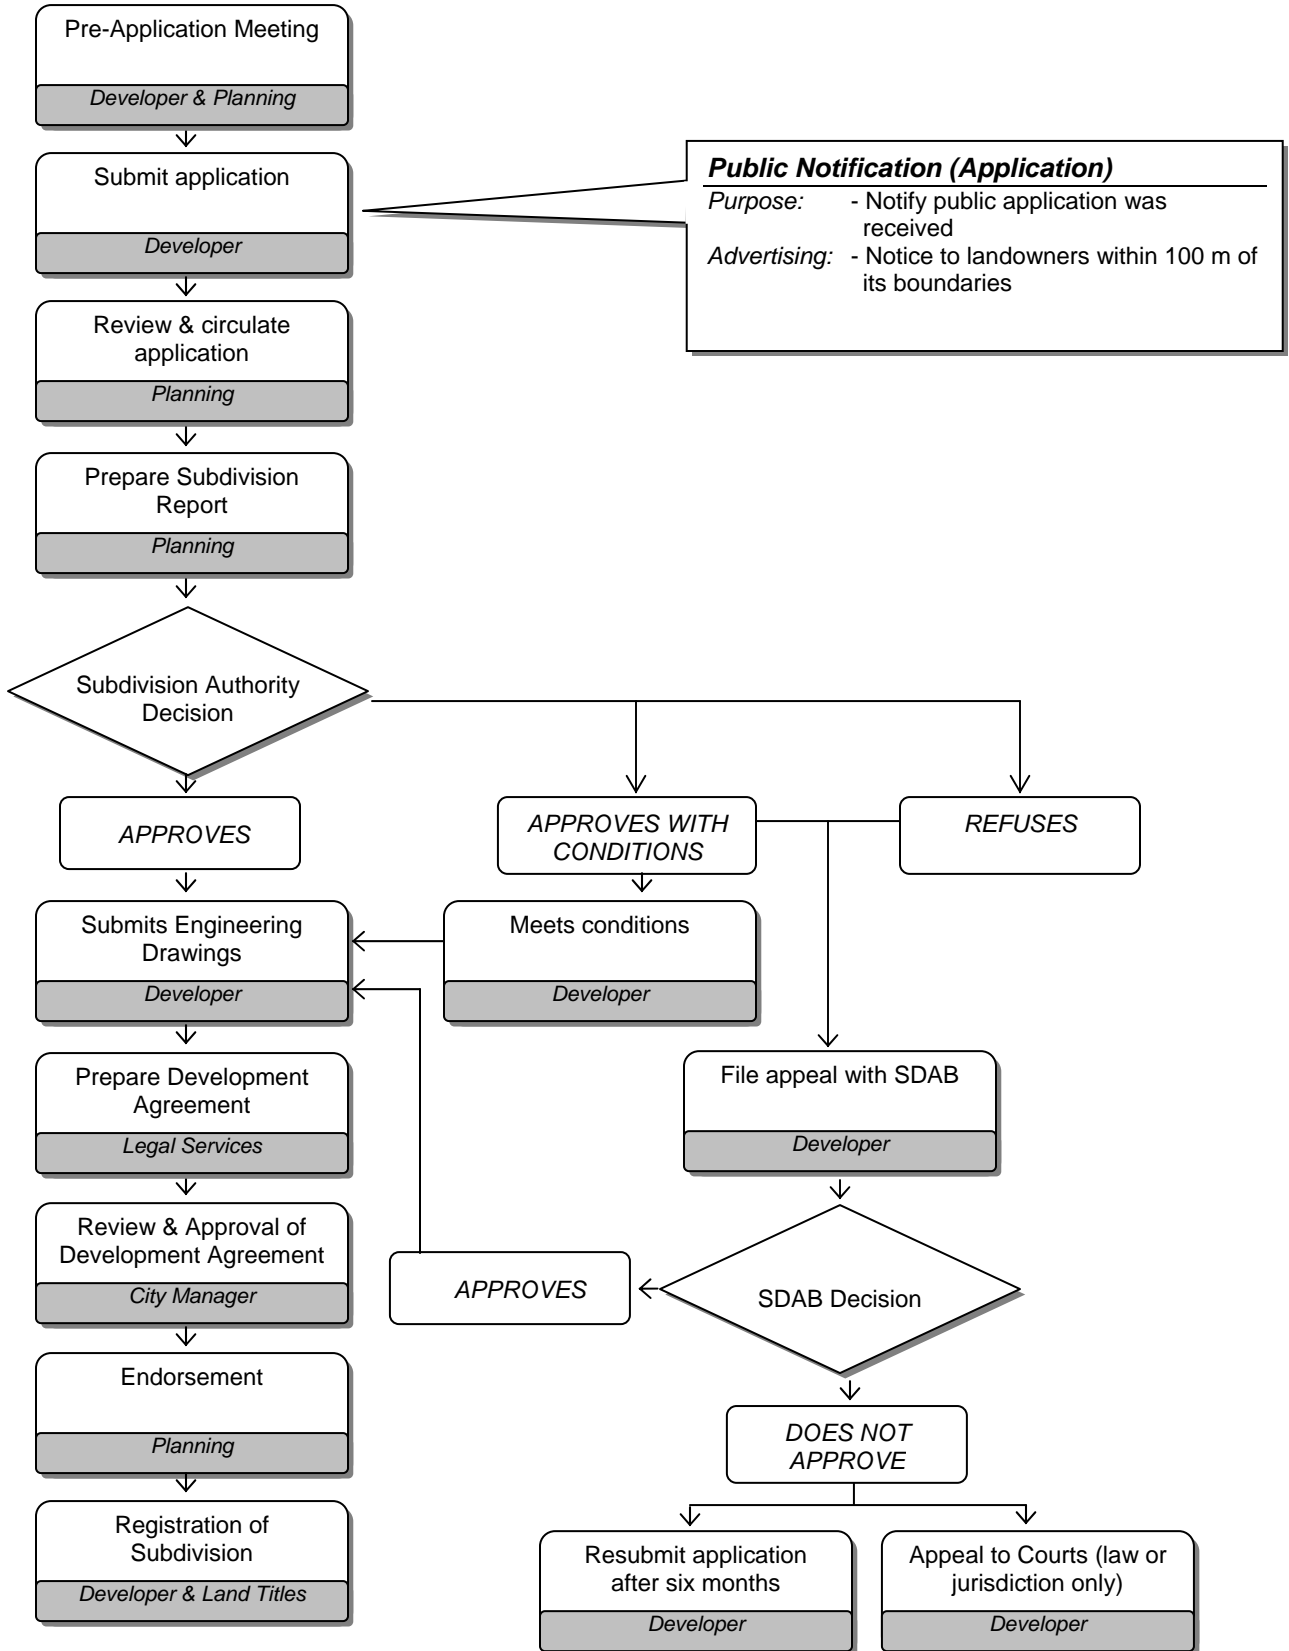 Pre-Application Meeting
Developer & Planning
Submit application
Developer
Public Notification (Application)
Purpose: - Notify public application was
received
Advertising: - Notice to landowners within 100 m of
its boundaries
Review & circulate
application
Planning
Prepare Subdivision
Report
Planning
Subdivision Authority
Decision
APPROVES
APPROVES WITH
CONDITIONS
REFUSES
Submits Engineering
Drawings
Developer
Meets conditions
Developer
Prepare Development
Agreement
Legal Services
File appeal with SDAB
Developer
Review & Approval of
Development Agreement
City Manager
APPROVES
SDAB Decision
Endorsement
Planning
DOES NOT
APPROVE
Registration of
Subdivision
Developer & Land Titles
Resubmit application
after six months
Developer
Appeal to Courts (law or
jurisdiction only)
Developer